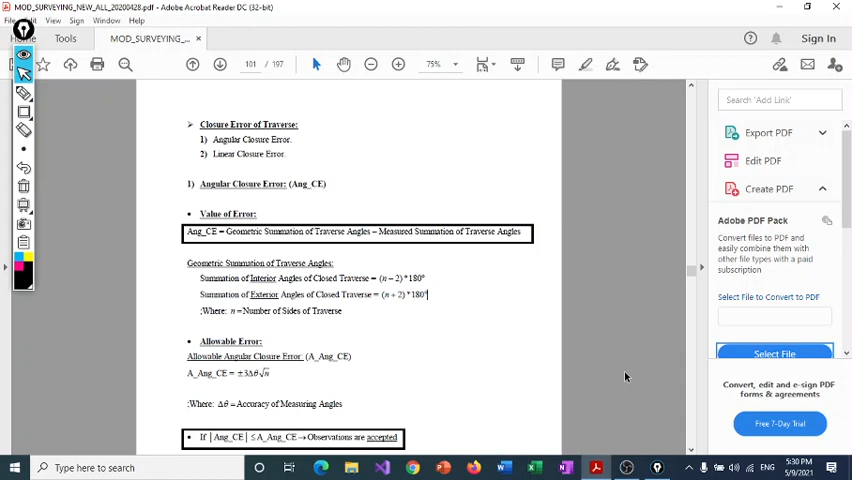 MOD_SURVEYING_NEW_ALL_20200428.pdf - Adobe Acrobat Reader DC (32-bit)
File Edit View Sign Window Help
Home Tools MOD_SURVEYING_... × Sign In
101 / 197 75%
Closure Error of Traverse:
1) Angular Closure Error.
2) Linear Closure Error.
1) Angular Closure Error: (Ang_CE)
• Value of Error:
Ang_CE = Geometric Summation of Traverse Angles – Measured Summation of Traverse Angles
Geometric Summation of Traverse Angles:
Summation of Interior Angles of Closed Traverse = (n − 2)*180°
Summation of Exterior Angles of Closed Traverse = (n + 2)*180°
;Where: n = Number of Sides of Traverse
• Allowable Error:
Allowable Angular Closure Error: (A_Ang_CE)
A_Ang_CE = ±3Δθ√n
;Where: Δθ = Accuracy of Measuring Angles
• If |Ang_CE| ≤ A_Ang_CE → Observations are accepted
Search 'Add Link'
Export PDF
Edit PDF
Create PDF
Adobe PDF Pack
Convert files to PDF and
easily combine them with
other file types with a paid
subscription
Select File to Convert to PDF
Select File
Convert, edit and e-sign PDF
forms & agreements
Free 7-Day Trial
Type here to search
ENG
5:30 PM
5/9/2021